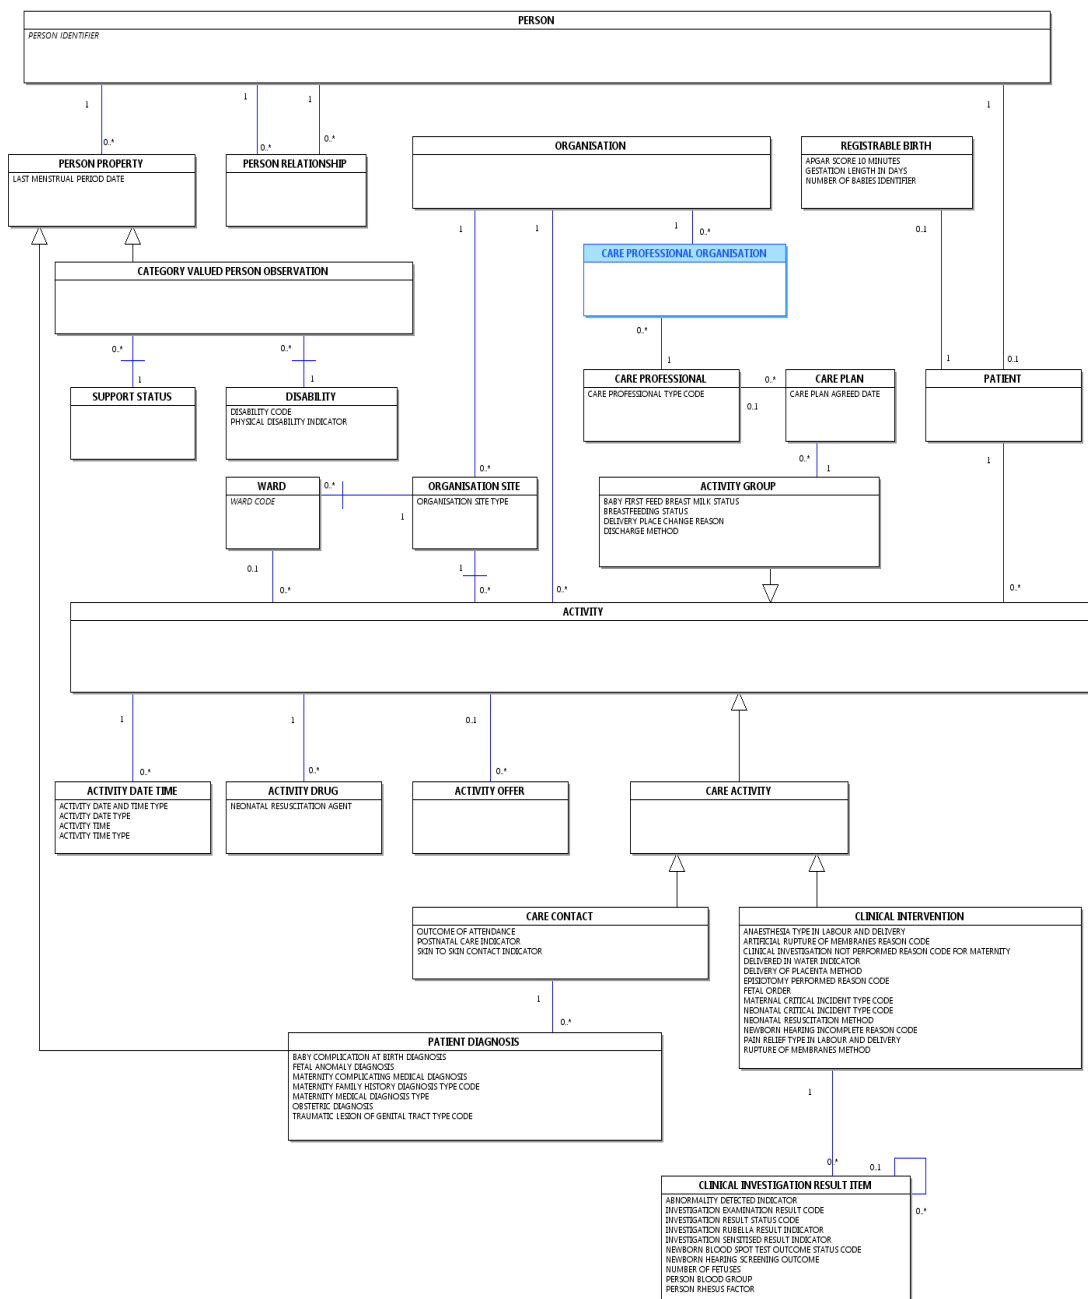 PERSON
PERSON IDENTIFIER
1
1
1
1
0..*
0..*
0..*
PERSON PROPERTY
LAST MENSTRUAL PERIOD DATE
PERSON RELATIONSHIP
ORGANISATION
REGISTRABLE BIRTH
APGAR SCORE 10 MINUTES
GESTATION LENGTH IN DAYS
NUMBER OF BABIES IDENTIFIER
1
1
1
0..*
0..1
CARE PROFESSIONAL ORGANISATION
CATEGORY VALUED PERSON OBSERVATION
0..*
0..*
0..*
1
1
0..1
1
1
SUPPORT STATUS
DISABILITY
DISABILITY CODE
PHYSICAL DISABILITY INDICATOR
CARE PROFESSIONAL
CARE PROFESSIONAL TYPE CODE
0..*
0..1
CARE PLAN
CARE PLAN AGREED DATE
PATIENT
0..*
0..*
1
1
WARD
WARD CODE
0..*
1
ORGANISATION SITE
ORGANISATION SITE TYPE
ACTIVITY GROUP
BABY FIRST FEED BREAST MILK STATUS
BREASTFEEDING STATUS
DELIVERY PLACE CHANGE REASON
DISCHARGE METHOD
0..1
0..*
1
0..*
0..*
0..*
ACTIVITY
1
1
0..1
0..*
0..*
0..*
ACTIVITY DATE TIME
ACTIVITY DATE AND TIME TYPE
ACTIVITY DATE TYPE
ACTIVITY TIME
ACTIVITY TIME TYPE
ACTIVITY DRUG
NEONATAL RESUSCITATION AGENT
ACTIVITY OFFER
CARE ACTIVITY
CARE CONTACT
OUTCOME OF ATTENDANCE
POSTNATAL CARE INDICATOR
SKIN TO SKIN CONTACT INDICATOR
CLINICAL INTERVENTION
ANAESTHESIA TYPE IN LABOUR AND DELIVERY
ARTIFICIAL RUPTURE OF MEMBRANES REASON CODE
CLINICAL INVESTIGATION NOT PERFORMED REASON CODE FOR MATERNITY
DELIVERED IN WATER INDICATOR
DELIVERY OF PLACENTA METHOD
EPISIOTOMY PERFORMED REASON CODE
FETAL ORDER
MATERNAL CRITICAL INCIDENT TYPE CODE
NEONATAL CRITICAL INCIDENT TYPE CODE
NEONATAL RESUSCITATION METHOD
NEWBORN HEARING INCOMPLETE REASON CODE
PAIN RELIEF TYPE IN LABOUR AND DELIVERY
RUPTURE OF MEMBRANES METHOD
1
0..*
PATIENT DIAGNOSIS
BABY COMPLICATION AT BIRTH DIAGNOSIS
FETAL ANOMALY DIAGNOSIS
MATERNITY COMPLICATING MEDICAL DIAGNOSIS
MATERNITY FAMILY HISTORY DIAGNOSIS TYPE CODE
MATERNITY MEDICAL DIAGNOSIS TYPE
OBSTETRIC DIAGNOSIS
TRAUMATIC LESION OF GENITAL TRACT TYPE CODE
1
0..*
0..1
0..*
CLINICAL INVESTIGATION RESULT ITEM
ABNORMALITY DETECTED INDICATOR
INVESTIGATION EXAMINATION RESULT CODE
INVESTIGATION RESULT STATUS CODE
INVESTIGATION RUBELLA RESULT INDICATOR
INVESTIGATION SENSITISED RESULT INDICATOR
NEWBORN BLOOD SPOT TEST OUTCOME STATUS CODE
NEWBORN HEARING SCREENING OUTCOME
NUMBER OF FETUSES
PERSON BLOOD GROUP
PERSON RHESUS FACTOR